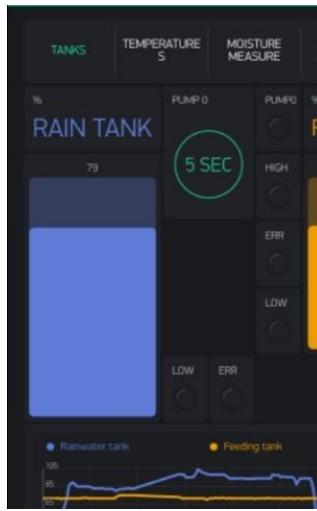 TANKS
TEMPERATURE
S
MOISTURE
MEASURE
%
RAIN TANK
PUMP 0
PUMP0
%
79
5 SEC
HIGH
ERR
LOW
LOW
ERR
Rainwater tank
Feeding tank
105
85
65